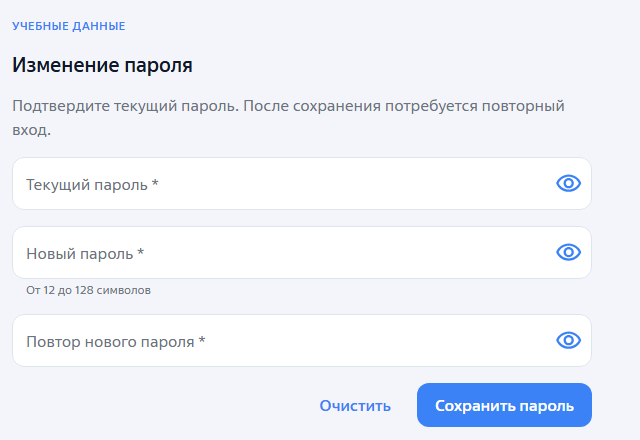 УЧЕБНЫЕ ДАННЫЕ
Изменение пароля
Подтвердите текущий пароль. После сохранения потребуется повторный
вход.
Текущий пароль *
Новый пароль *
От 12 до 128 символов
Повтор нового пароля *
Очистить
Сохранить пароль